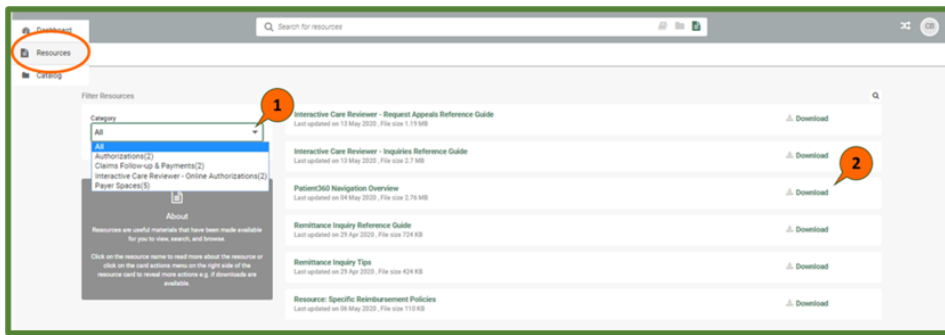 Dashboard
Search for resources
CB
Resources
Catalog
Filter Resources
1
Category
All
All
Authorizations(2)
Claims Follow-up & Payments(2)
Interactive Care Reviewer - Online Authorizations(2)
Payer Spaces(5)
About
Resources are useful materials that have been made available
for you to view, search, and browse.
Click on the resource name to read more about the resource or
click on the card actions menu on the right side of the
resource card to reveal more actions e.g. if downloads are
available.
Interactive Care Reviewer - Request Appeals Reference Guide
Last updated on 13 May 2020 , File size 1.19 MB
Download
Interactive Care Reviewer - Inquiries Reference Guide
Last updated on 13 May 2020 , File size 2.7 MB
Download
2
Patient360 Navigation Overview
Last updated on 04 May 2020 , File size 2.76 MB
Download
Remittance Inquiry Reference Guide
Last updated on 29 Apr 2020 , File size 724 KB
Download
Remittance Inquiry Tips
Last updated on 29 Apr 2020 , File size 424 KB
Download
Resource: Specific Reimbursement Policies
Last updated on 06 May 2020 , File size 110 KB
Download